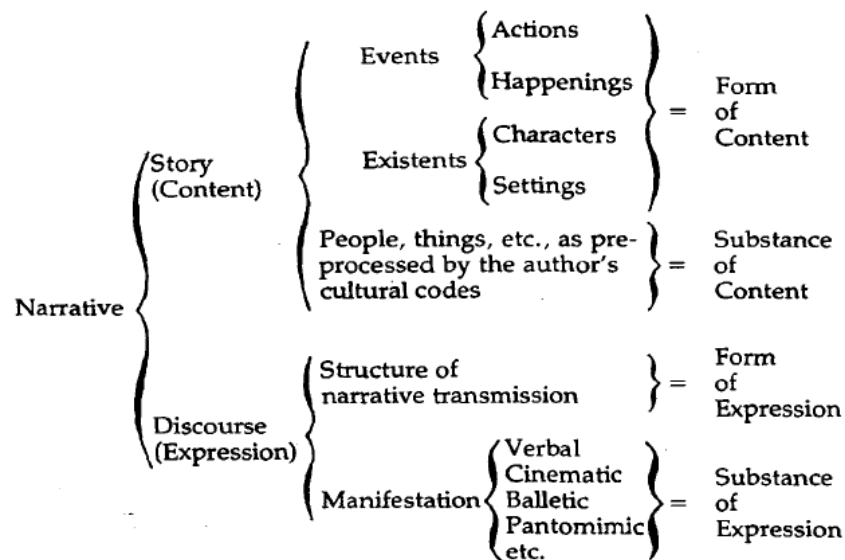 Actions
Events
Happenings
Form
= of
Content
Characters
Existents
Settings
Story
(Content)
People, things, etc., as pre-
processed by the author's
cultural codes
Substance
= of
Content
Narrative
Structure of
narrative transmission
Form
= of
Expression
Discourse
(Expression)
Verbal
Cinematic
Manifestation Balletic
Pantomimic
etc.
Substance
= of
Expression